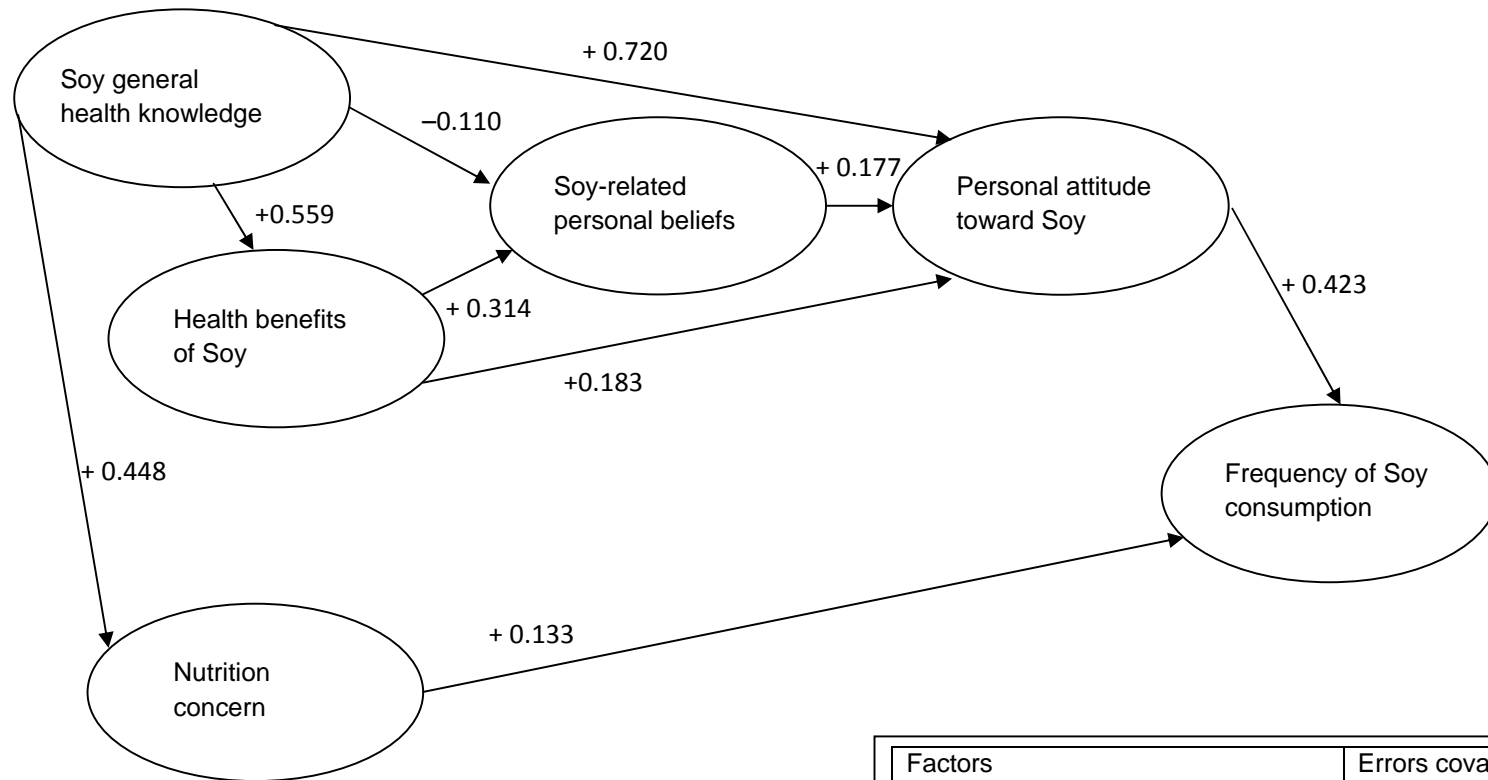 + 0.720
Soy general
health knowledge
−0.110
+ 0.177
Soy-related
personal beliefs
Personal attitude
toward Soy
+0.559
+ 0.423
+ 0.314
Health benefits
of Soy
+0.183
+ 0.448
Frequency of Soy
consumption
+ 0.133
Nutrition
concern
Factors
Errors